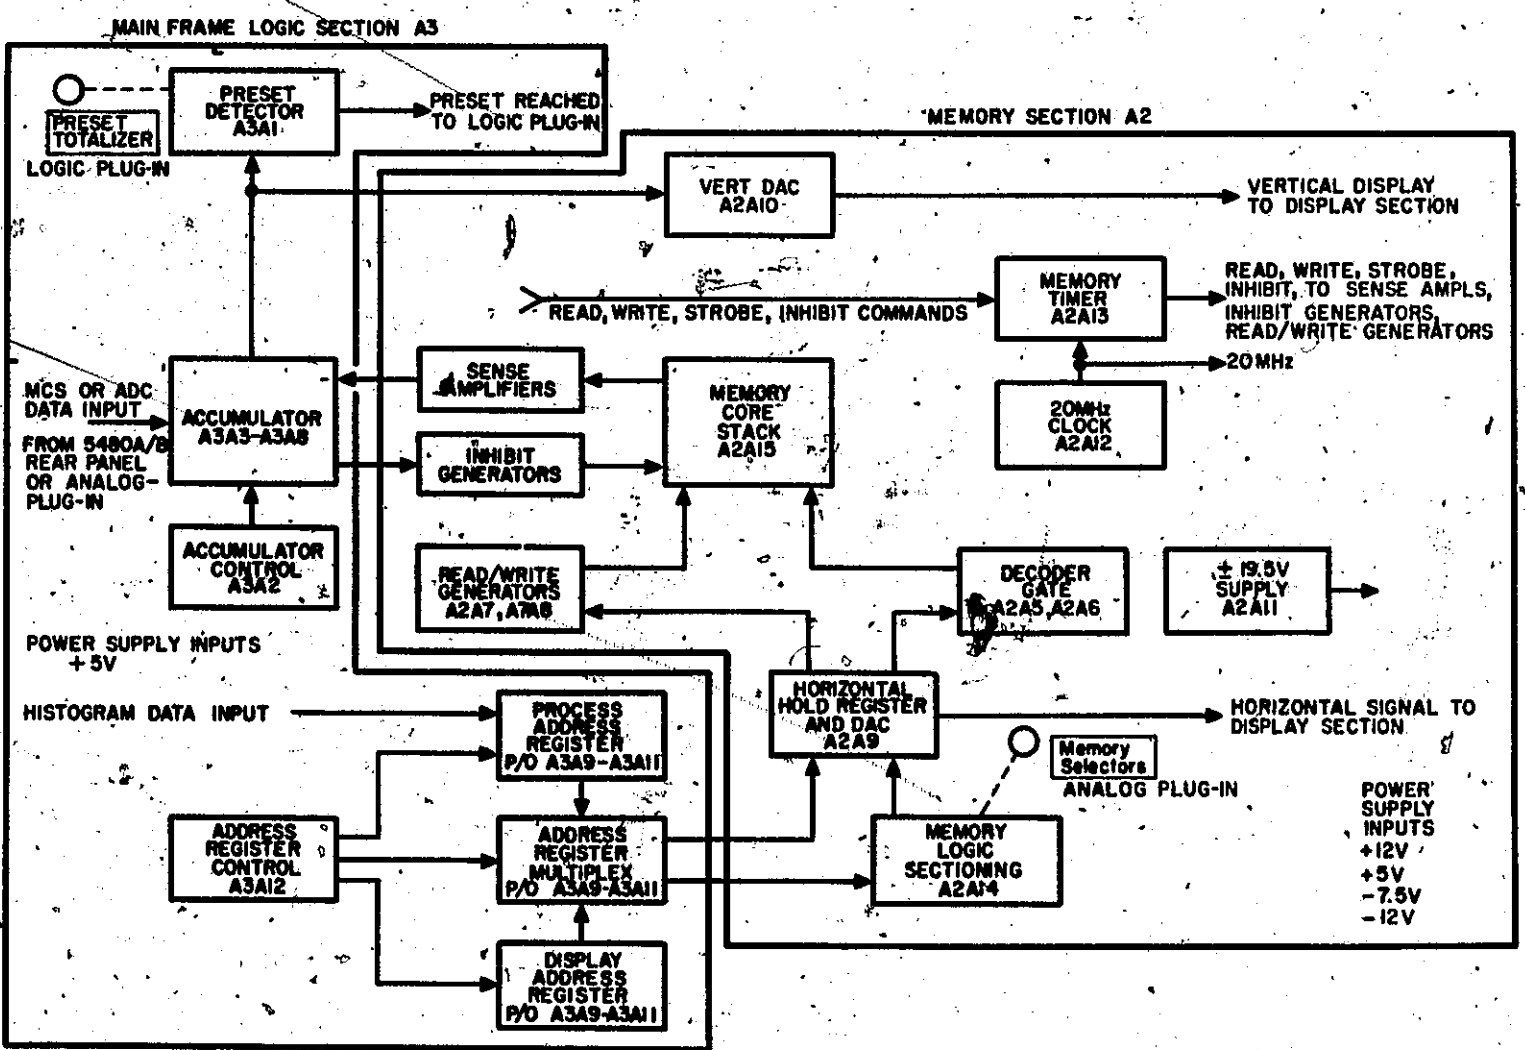 MAIN FRAME LOGIC SECTION A3
PRESET
DETECTOR
A3A1
PRESET
TOTALIZER
LOGIC PLUG-IN
PRESET REACHED
TO LOGIC PLUG-IN
MEMORY SECTION A2
VERT DAC
A2A10
VERTICAL DISPLAY
TO DISPLAY SECTION
READ, WRITE, STROBE, INHIBIT COMMANDS
MEMORY
TIMER
A2A13
READ, WRITE, STROBE,
INHIBIT, TO SENSE AMPLS,
INHIBIT GENERATORS,
READ/WRITE GENERATORS
20MHz
20MHz
CLOCK
A2A12
MCS OR ADC
DATA INPUT
FROM 5480A/B
REAR PANEL
OR ANALOG-
PLUG-IN
ACCUMULATOR
A3A3-A3A8
SENSE
AMPLIFIERS
INHIBIT
GENERATORS
MEMORY
CORE
STACK
A2A15
ACCUMULATOR
CONTROL
A3A2
READ/WRITE
GENERATORS
A2A7, A7A8
DECODER
GATE
A2A5, A2A6
± 19.5V
SUPPLY
A2A11
POWER SUPPLY INPUTS
+5V
HISTOGRAM DATA INPUT
PROCESS
ADDRESS
REGISTER
P/O A3A9-A3A11
HORIZONTAL
HOLD REGISTER
AND DAC
A2A9
HORIZONTAL SIGNAL TO
DISPLAY SECTION
Memory
Selectors
ANALOG PLUG-IN
ADDRESS
REGISTER
CONTROL
A3A12
ADDRESS
REGISTER
MULTIPLEX
P/O A3A9-A3A11
MEMORY
LOGIC
SECTIONING
A2A14
POWER
SUPPLY
INPUTS
+12V
+5V
-7.5V
-12V
DISPLAY
ADDRESS
REGISTER
P/O A3A9-A3A11